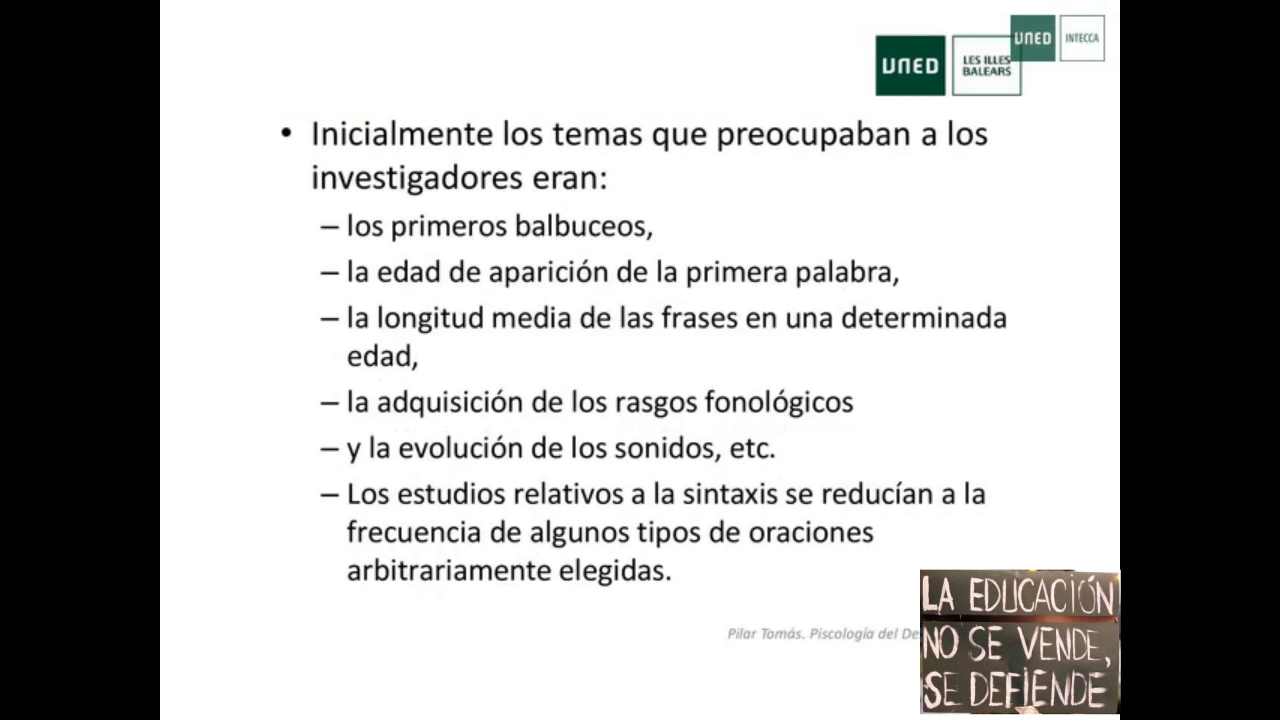 UNED
INTECCA
UNED
LES ILLES
BALEARS
• Inicialmente los temas que preocupaban a los
investigadores eran:
– los primeros balbuceos,
– la edad de aparición de la primera palabra,
– la longitud media de las frases en una determinada
edad,
– la adquisición de los rasgos fonológicos
– y la evolución de los sonidos, etc.
– Los estudios relativos a la sintaxis se reducían a la
frecuencia de algunos tipos de oraciones
arbitrariamente elegidas.
Pilar Tomás. Piscología del
LA EDUCACIÓN
NO SE VENDE,
SE DEFIENDE